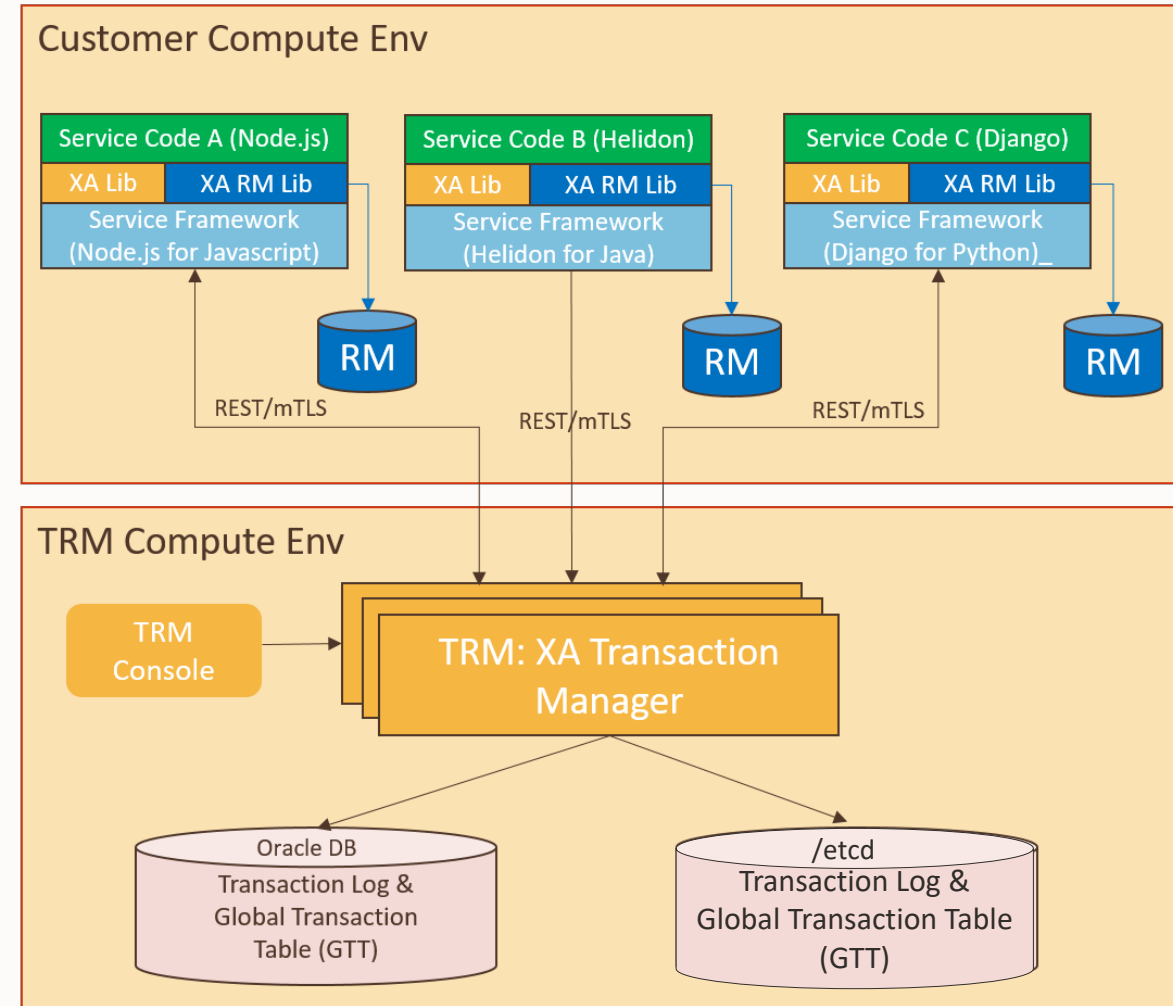 Customer Compute Env
Service Code A (Node.js)
XA Lib
XA RM Lib
Service Framework
(Node.js for Javascript)
Service Code B (Helidon)
XA Lib
XA RM Lib
Service Framework
(Helidon for Java)
Service Code C (Django)
XA Lib
XA RM Lib
Service Framework
(Django for Python)_
RM
RM
RM
REST/mTLS
REST/mTLS
REST/mTLS
TRM Compute Env
TRM
Console
TRM: XA Transaction
Manager
Oracle DB
Transaction Log &
Global Transaction
Table (GTT)
/etcd
Transaction Log &
Global Transaction Table
(GTT)